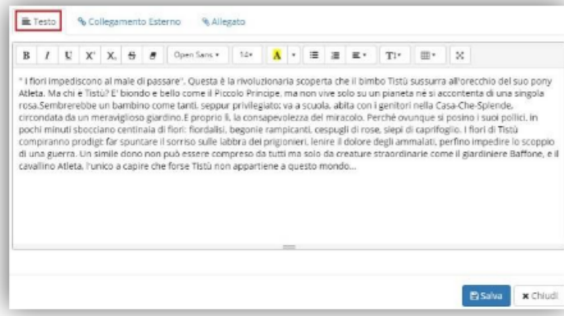 Testo Collegamento Esterno Allegato
B I U X' X, S Open Sans 14 A T1
" I fiori impediscono al male di passare". Questa è la rivoluzionaria scoperta che il bimbo Tistù sussurra all'orecchio del suo pony
Atleta. Ma chi è Tistù? E' biondo e bello come il Piccolo Principe, ma non vive solo su un pianeta né si accontenta di una singola
rosa.Sembrerebbe un bambino come tanti, seppur privilegiato: va a scuola, abita con i genitori nella Casa-Che-Splende,
circondata da un meraviglioso giardino.E proprio lì, la consapevolezza del miracolo. Perché ovunque si posino i suoi pollici, in
pochi minuti sbocciano centinaia di fiori: fiordalisi, begonie rampicanti, cespugli di rose, siepi di caprifoglio. I fiori di Tistù
compiranno prodigi: far spuntare il sorriso sulle labbra dei prigionieri, lenire il dolore degli ammalati, perfino impedire lo scoppio
di una guerra. Un simile dono non può essere compreso da tutti ma solo da creature straordinarie come il giardiniere Baffone, e il
cavallino Atleta, l'unico a capire che forse Tistù non appartiene a questo mondo...
Salva x Chiudi